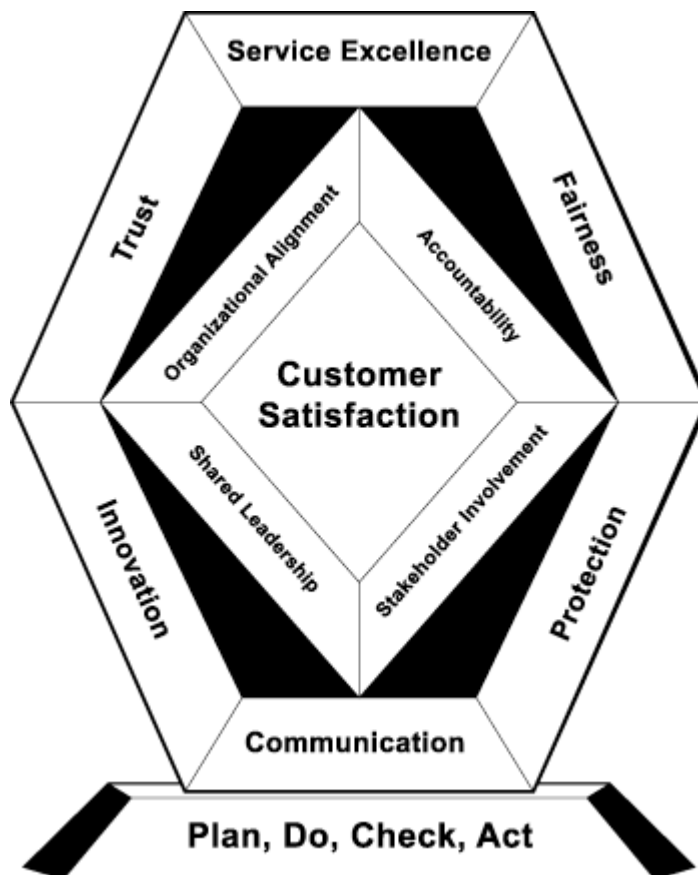 Service Excellence
Trust
Fairness
Organizational Alignment
Accountability
Customer
Satisfaction
Innovation
Shared Leadership
Stakeholder Involvement
Protection
Communication
Plan, Do, Check, Act